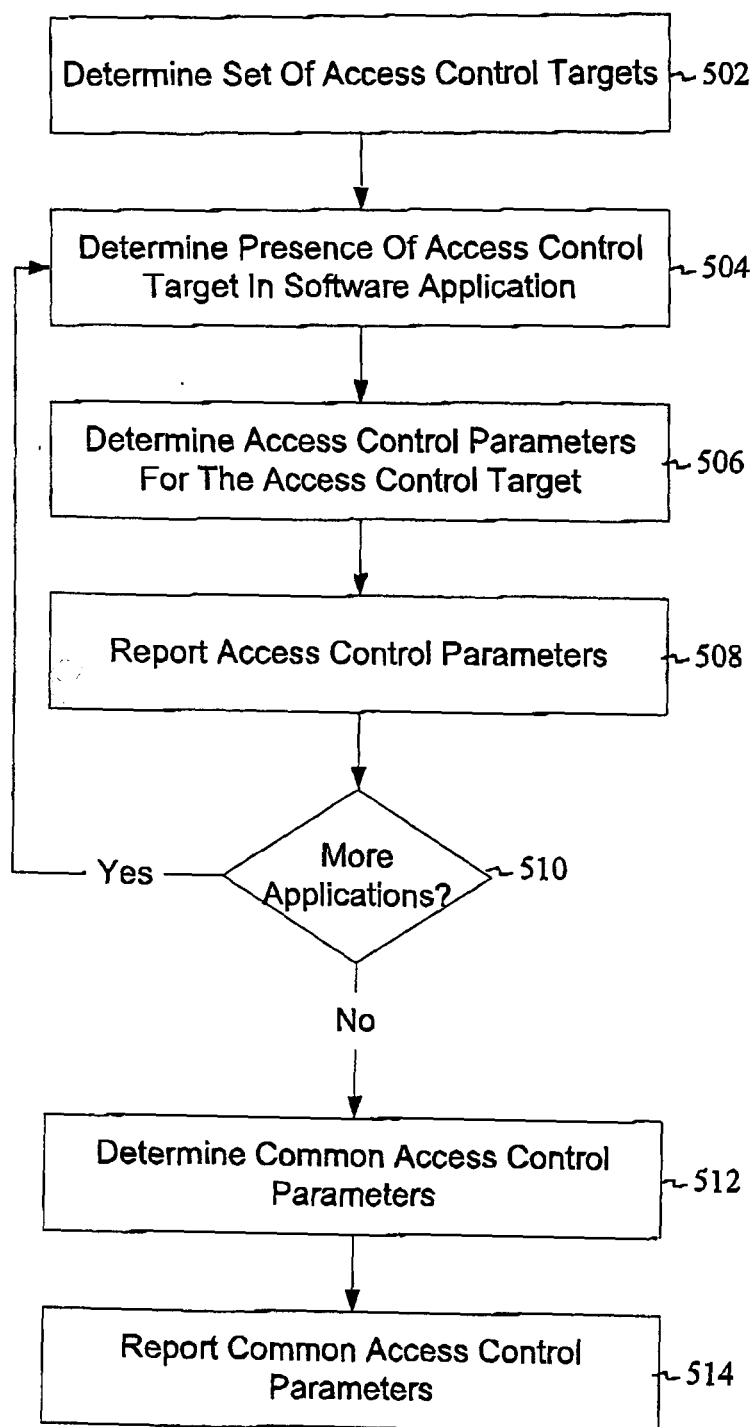 Determine Set Of Access Control Targets 502
Determine Presence Of Access Control
Target In Software Application
504
Determine Access Control Parameters
For The Access Control Target
506
Report Access Control Parameters 508
More
Applications?
510
Yes
No
Determine Common Access Control
Parameters
512
Report Common Access Control
Parameters
514